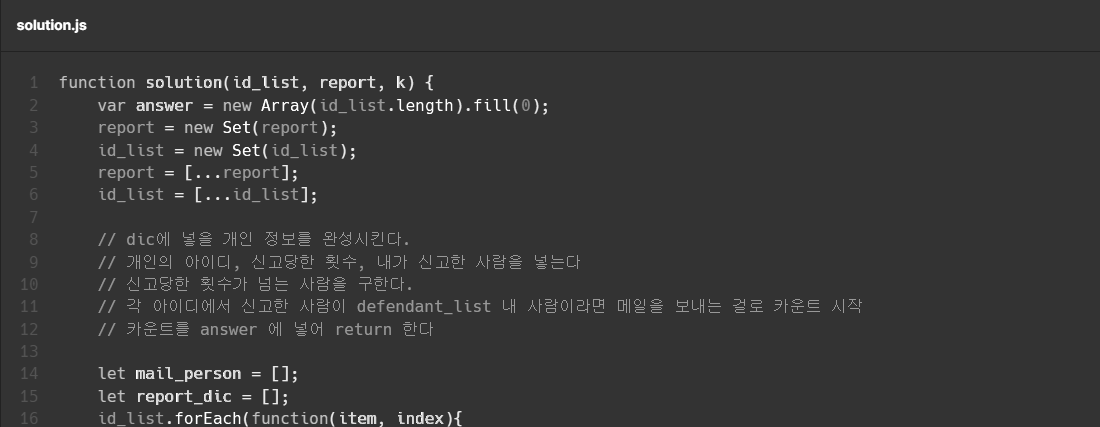 solution.js
1 function solution(id_list, report, k) {
2 var answer = new Array(id_list.length).fill(0);
3 report = new Set(report);
4 id_list = new Set(id_list);
5 report = [...report];
6 id_list = [...id_list];
7
8 // dic에 넣을 개인 정보를 완성시킨다.
9 // 개인의 아이디, 신고당한 횟수, 내가 신고한 사람을 넣는다
10 // 신고당한 횟수가 넘는 사람을 구한다.
11 // 각 아이디에서 신고한 사람이 defendant_list 내 사람이라면 메일을 보내는 걸로 카운트 시작
12 // 카운트를 answer 에 넣어 return 한다
13
14 let mail_person = [];
15 let report_dic = [];
16 id_list.forEach(function(item, index){